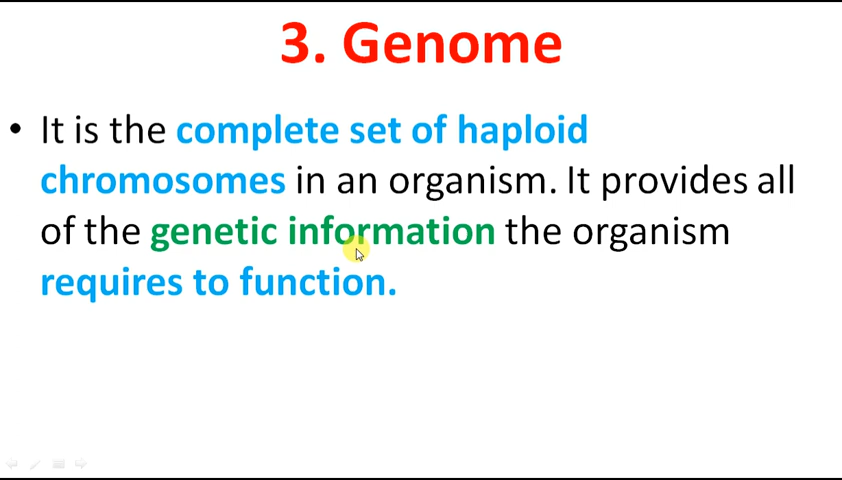 3. Genome
• It is the complete set of haploid
chromosomes in an organism. It provides all
of the genetic information the organism
requires to function.